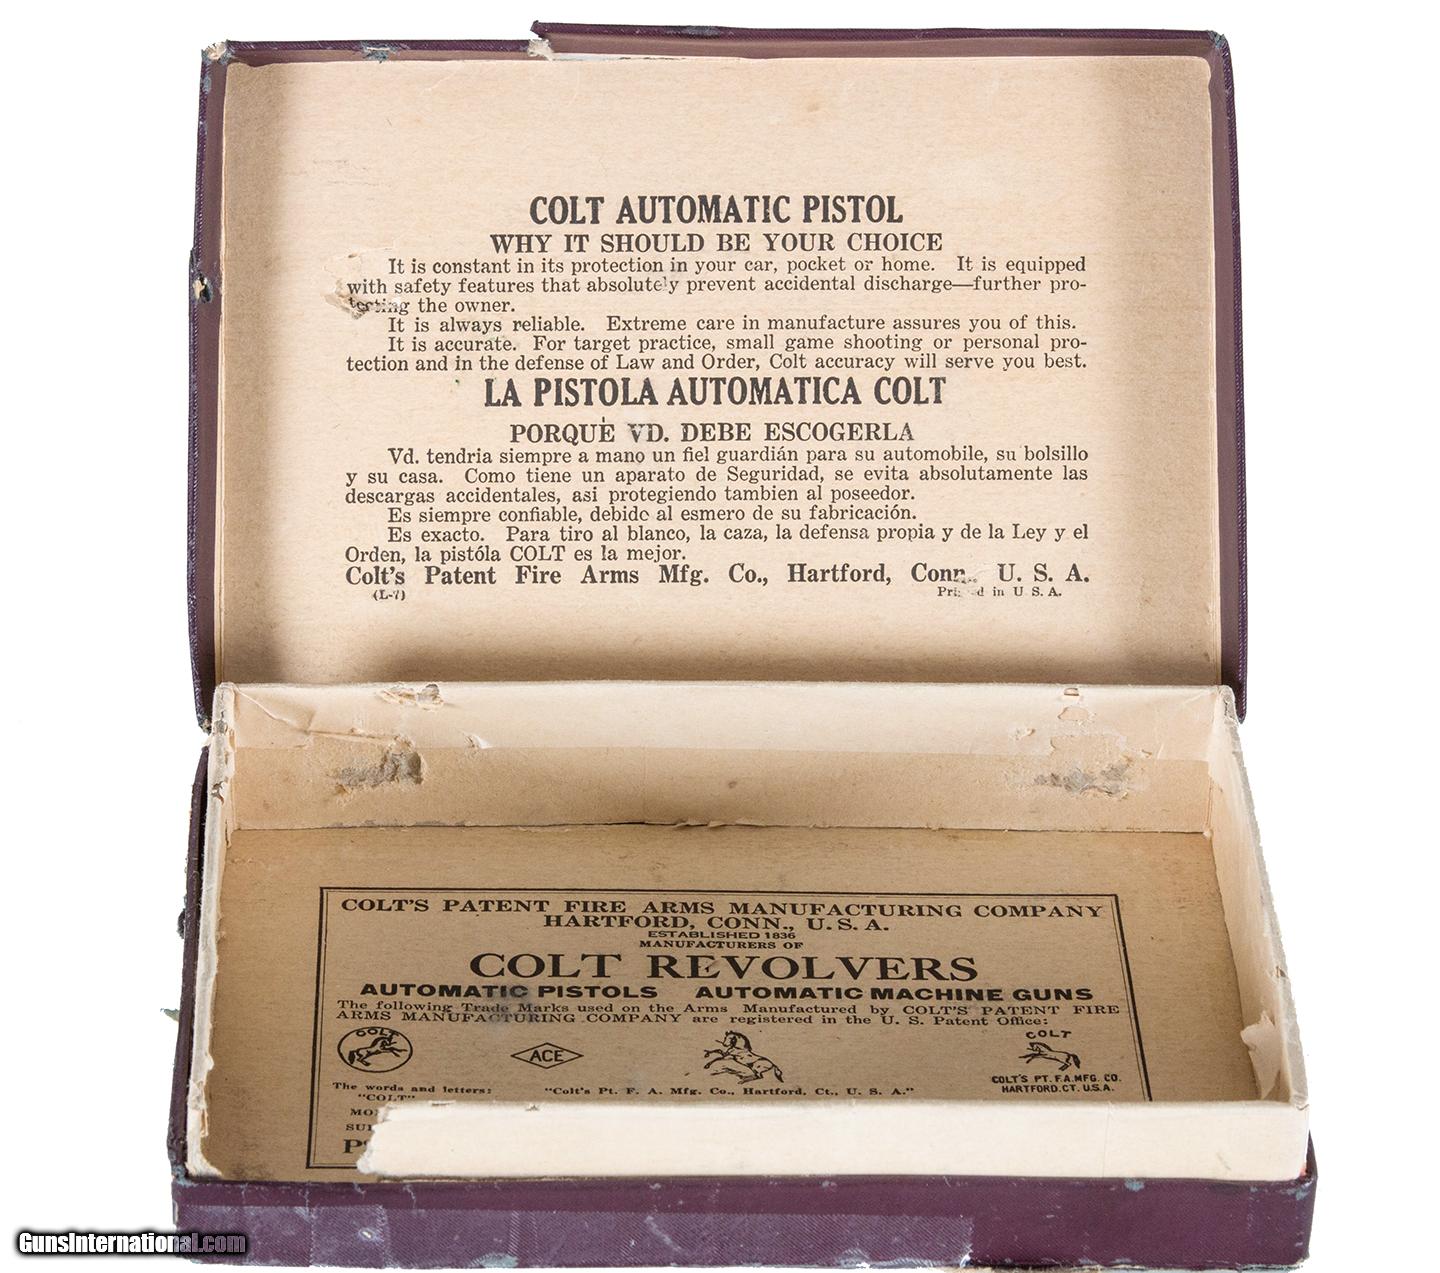 COLT AUTOMATIC PISTOL
WHY IT SHOULD BE YOUR CHOICE
It is constant in its protection in your car, pocket or home. It is equipped
with safety features that absolutely prevent accidental discharge—further pro-
tecting the owner.
It is always reliable. Extreme care in manufacture assures you of this.
It is accurate. For target practice, small game shooting or personal pro-
tection and in the defense of Law and Order, Colt accuracy will serve you best.
LA PISTOLA AUTOMATICA COLT
PORQUÈ VD. DEBE ESCOGERLA
Vd. tendria siempre a mano un fiel guardián para su automobile, su bolsillo
y su casa. Como tiene un aparato de Seguridad, se evita absolutamente las
descargas accidentales, asi protegiendo tambien al poseedor.
Es siempre confiable, debido al esmero de su fabricación.
Es exacto. Para tiro al blanco, la caza, la defensa propia y de la Ley y el
Orden, la pistóla COLT es la mejor.
Colt's Patent Fire Arms Mfg. Co., Hartford, Conn., U. S. A.
(L-7)
Printed in U S. A.
COLT'S PATENT FIRE ARMS MANUFACTURING COMPANY
HARTFORD, CONN., U. S. A.
ESTABLISHED 1836
MANUFACTURERS OF
COLT REVOLVERS
AUTOMATIC PISTOLS AUTOMATIC MACHINE GUNS
The following Trade Marks used on the Arms Manufactured by COLT'S PATENT FIRE
ARMS MANUFACTURING COMPANY are registered in the U. S. Patent Office:
COLT
ACE
COLT
COLT'S PT. F.A. MFG. CO.
HARTFORD. CT. U.S.A.
The words and letters: "Colt's Pt. F. A. Mfg. Co., Hartford, Ct., U. S. A."
"COLT"
GunsInternational.com